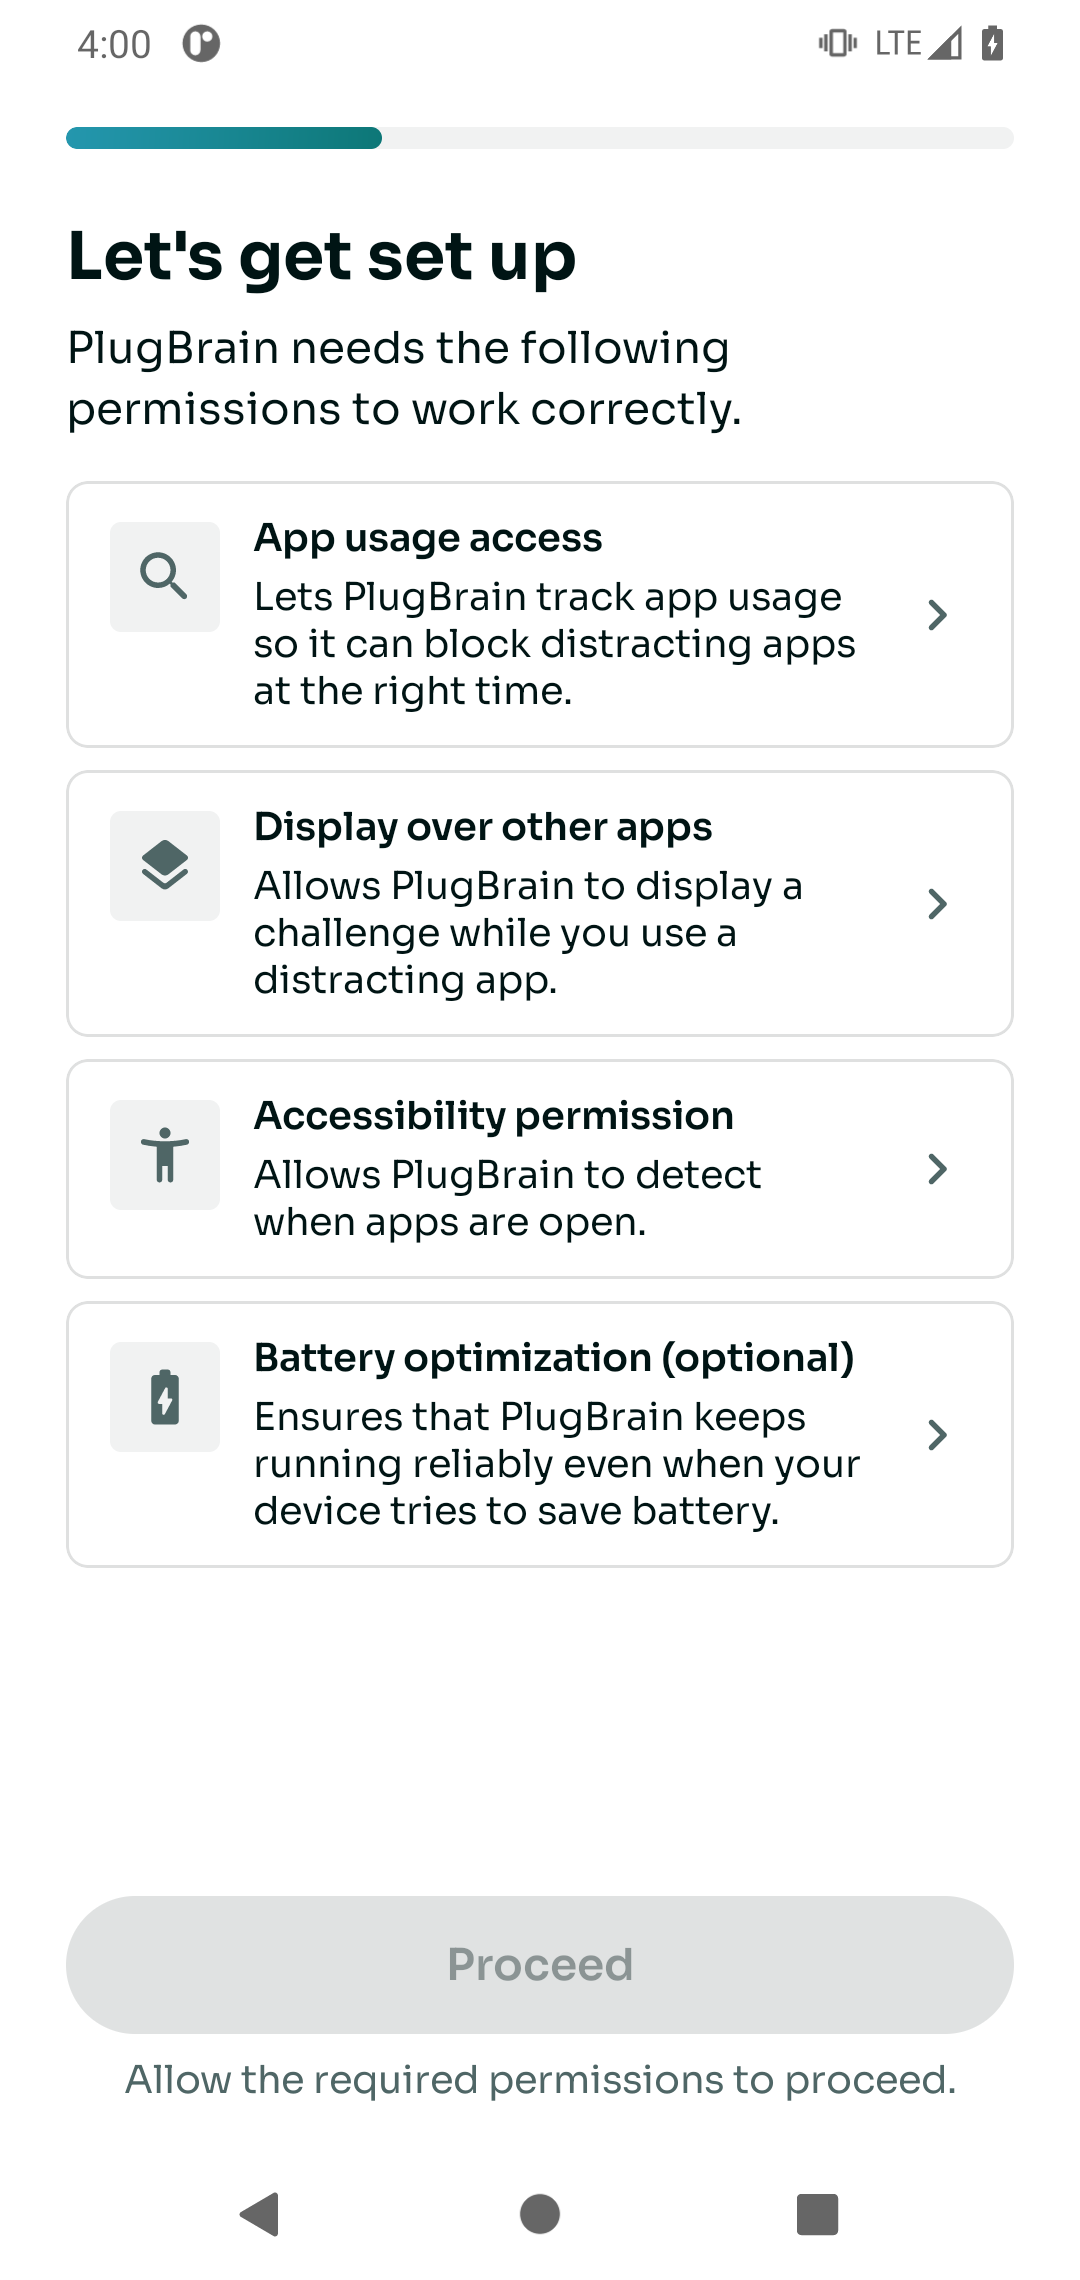 4:00
LTE
Let's get set up
PlugBrain needs the following
permissions to work correctly.
App usage access
Lets PlugBrain track app usage
so it can block distracting apps
at the right time.
Display over other apps
Allows PlugBrain to display a
challenge while you use a
distracting app.
Accessibility permission
Allows PlugBrain to detect
when apps are open.
Battery optimization (optional)
Ensures that PlugBrain keeps
running reliably even when your
device tries to save battery.
Proceed
Allow the required permissions to proceed.